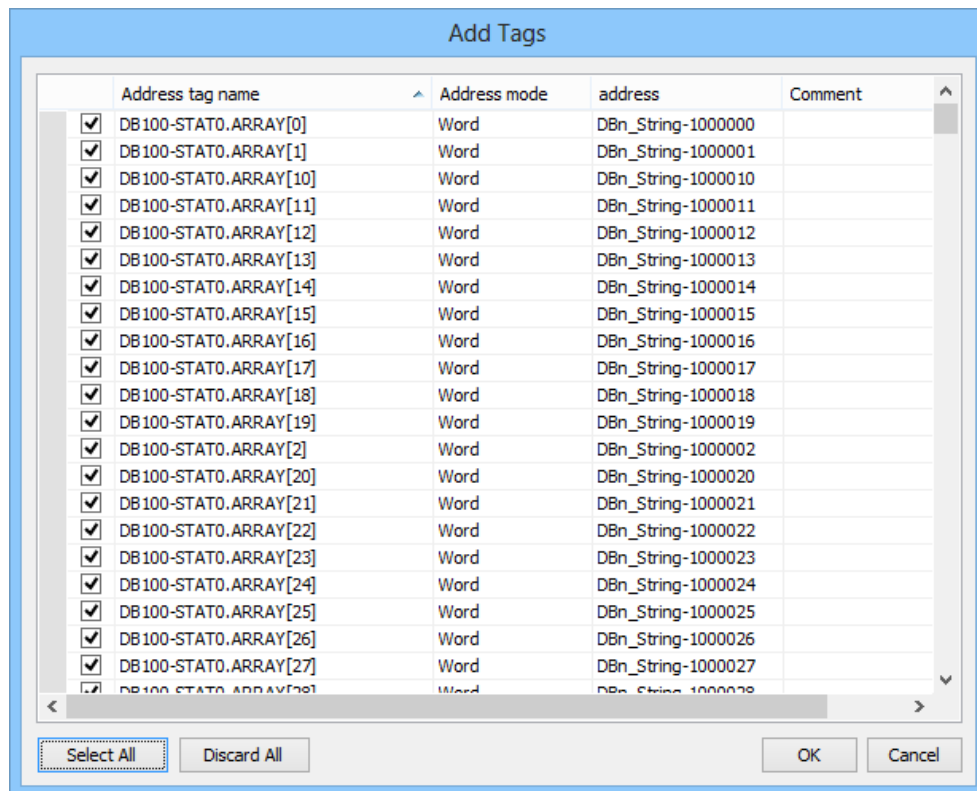 Add Tags
Address tag name Address mode address Comment
DB100-STAT0.ARRAY[0] Word DBn_String-1000000
DB100-STAT0.ARRAY[1] Word DBn_String-1000001
DB100-STAT0.ARRAY[10] Word DBn_String-1000010
DB100-STAT0.ARRAY[11] Word DBn_String-1000011
DB100-STAT0.ARRAY[12] Word DBn_String-1000012
DB100-STAT0.ARRAY[13] Word DBn_String-1000013
DB100-STAT0.ARRAY[14] Word DBn_String-1000014
DB100-STAT0.ARRAY[15] Word DBn_String-1000015
DB100-STAT0.ARRAY[16] Word DBn_String-1000016
DB100-STAT0.ARRAY[17] Word DBn_String-1000017
DB100-STAT0.ARRAY[18] Word DBn_String-1000018
DB100-STAT0.ARRAY[19] Word DBn_String-1000019
DB100-STAT0.ARRAY[2] Word DBn_String-1000002
DB100-STAT0.ARRAY[20] Word DBn_String-1000020
DB100-STAT0.ARRAY[21] Word DBn_String-1000021
DB100-STAT0.ARRAY[22] Word DBn_String-1000022
DB100-STAT0.ARRAY[23] Word DBn_String-1000023
DB100-STAT0.ARRAY[24] Word DBn_String-1000024
DB100-STAT0.ARRAY[25] Word DBn_String-1000025
DB100-STAT0.ARRAY[26] Word DBn_String-1000026
DB100-STAT0.ARRAY[27] Word DBn_String-1000027
DB100-STAT0.ARRAY[28] Word DBn_String-1000028
Select All Discard All OK Cancel